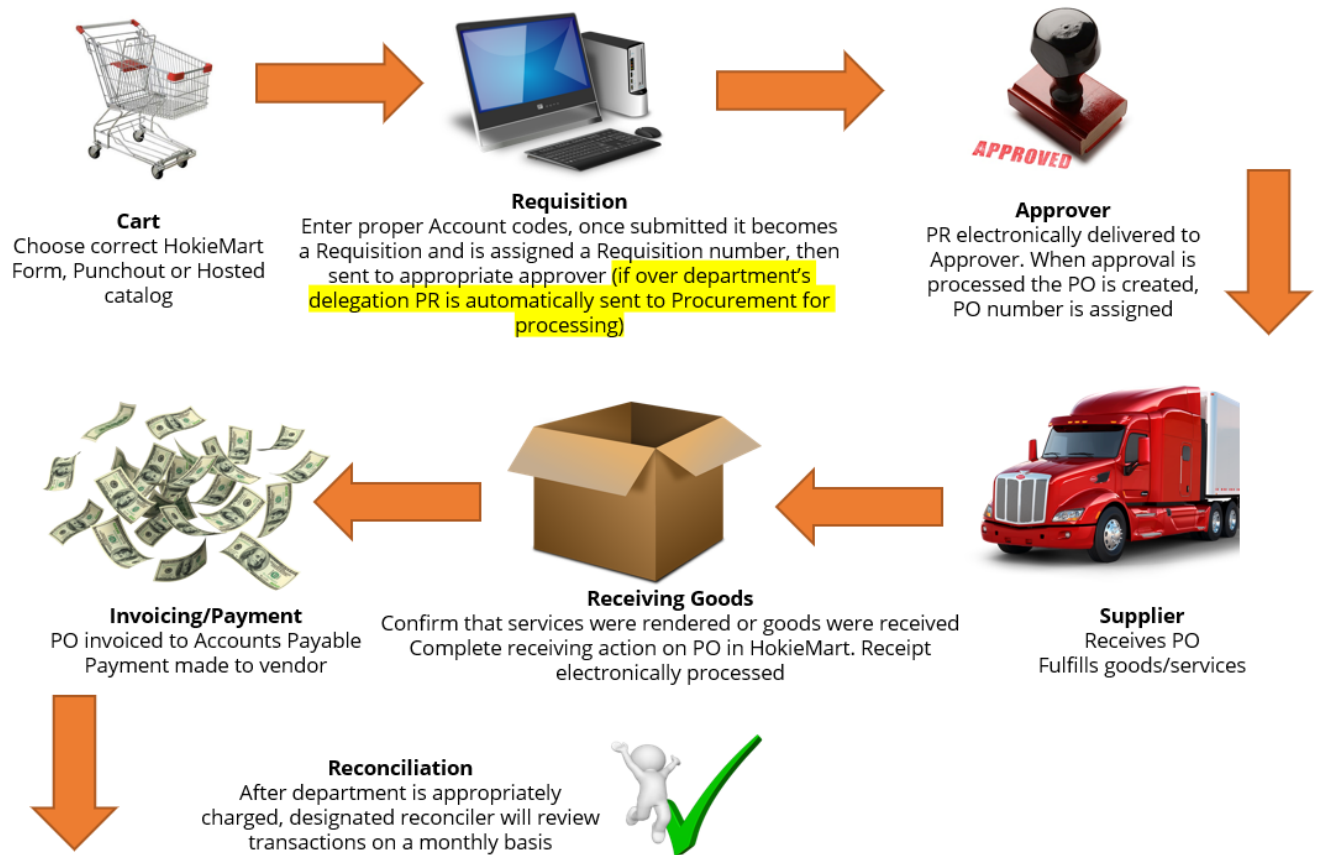 APPROVED
Cart
Choose correct HokieMart
Form, Punchout or Hosted
catalog
Requisition
Enter proper Account codes, once submitted it becomes
a Requisition and is assigned a Requisition number, then
sent to appropriate approver (if over department’s
delegation PR is automatically sent to Procurement for
processing)
Approver
PR electronically delivered to
Approver. When approval is
processed the PO is created,
PO number is assigned
Invoicing/Payment
PO invoiced to Accounts Payable
Payment made to vendor
Receiving Goods
Confirm that services were rendered or goods were received
Complete receiving action on PO in HokieMart. Receipt
electronically processed
Supplier
Receives PO
Fulfills goods/services
Reconciliation
After department is appropriately
charged, designated reconciler will review
transactions on a monthly basis